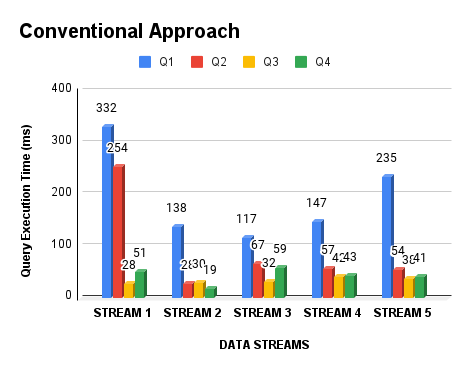 Conventional Approach
Q1 Q2 Q3 Q4
Query Execution Time (ms)
400
300
200
100
0
332 254 28 51
138 28 30 19
117 67 32 59
147 57 42 43
235 54 41
STREAM 1 STREAM 2 STREAM 3 STREAM 4 STREAM 5
DATA STREAMS